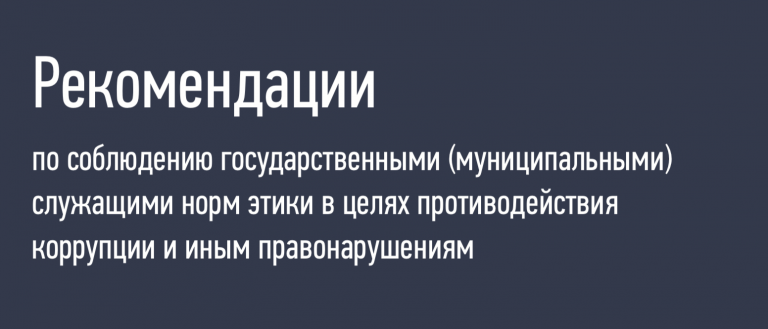 Рекомендации
по соблюдению государственными (муниципальными)
служащими норм этики в целях противодействия
коррупции и иным правонарушениям